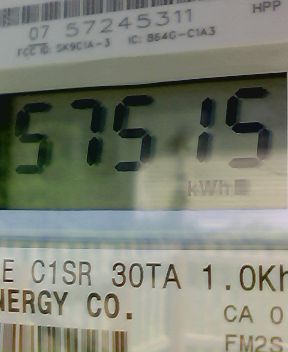 HPP
07 57245311
FCC ID: SK9C1A-3 IC: 864G-C1A3
57515
kWh
E C1SR 30TA 1.0Kh
NERGY CO.
CA 0
FM2S